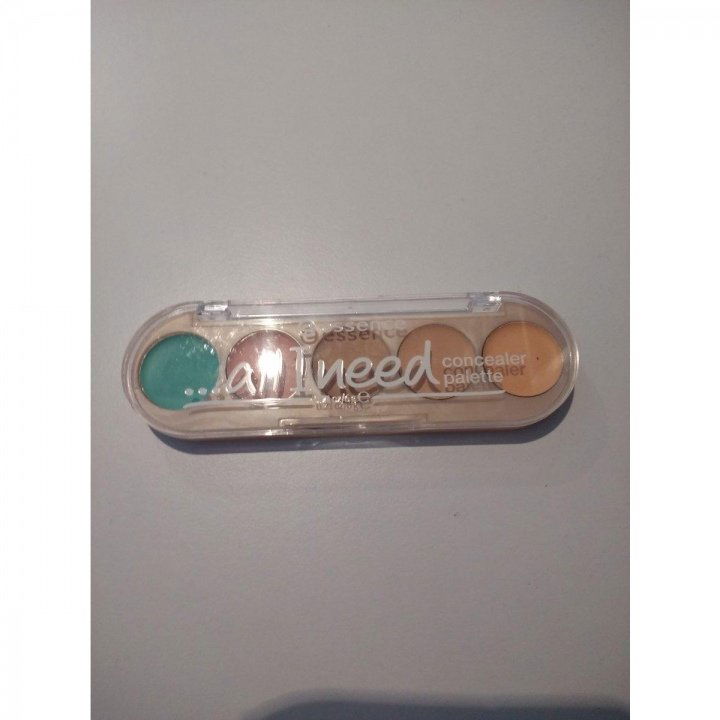 essence
...all I need
concealer
palette